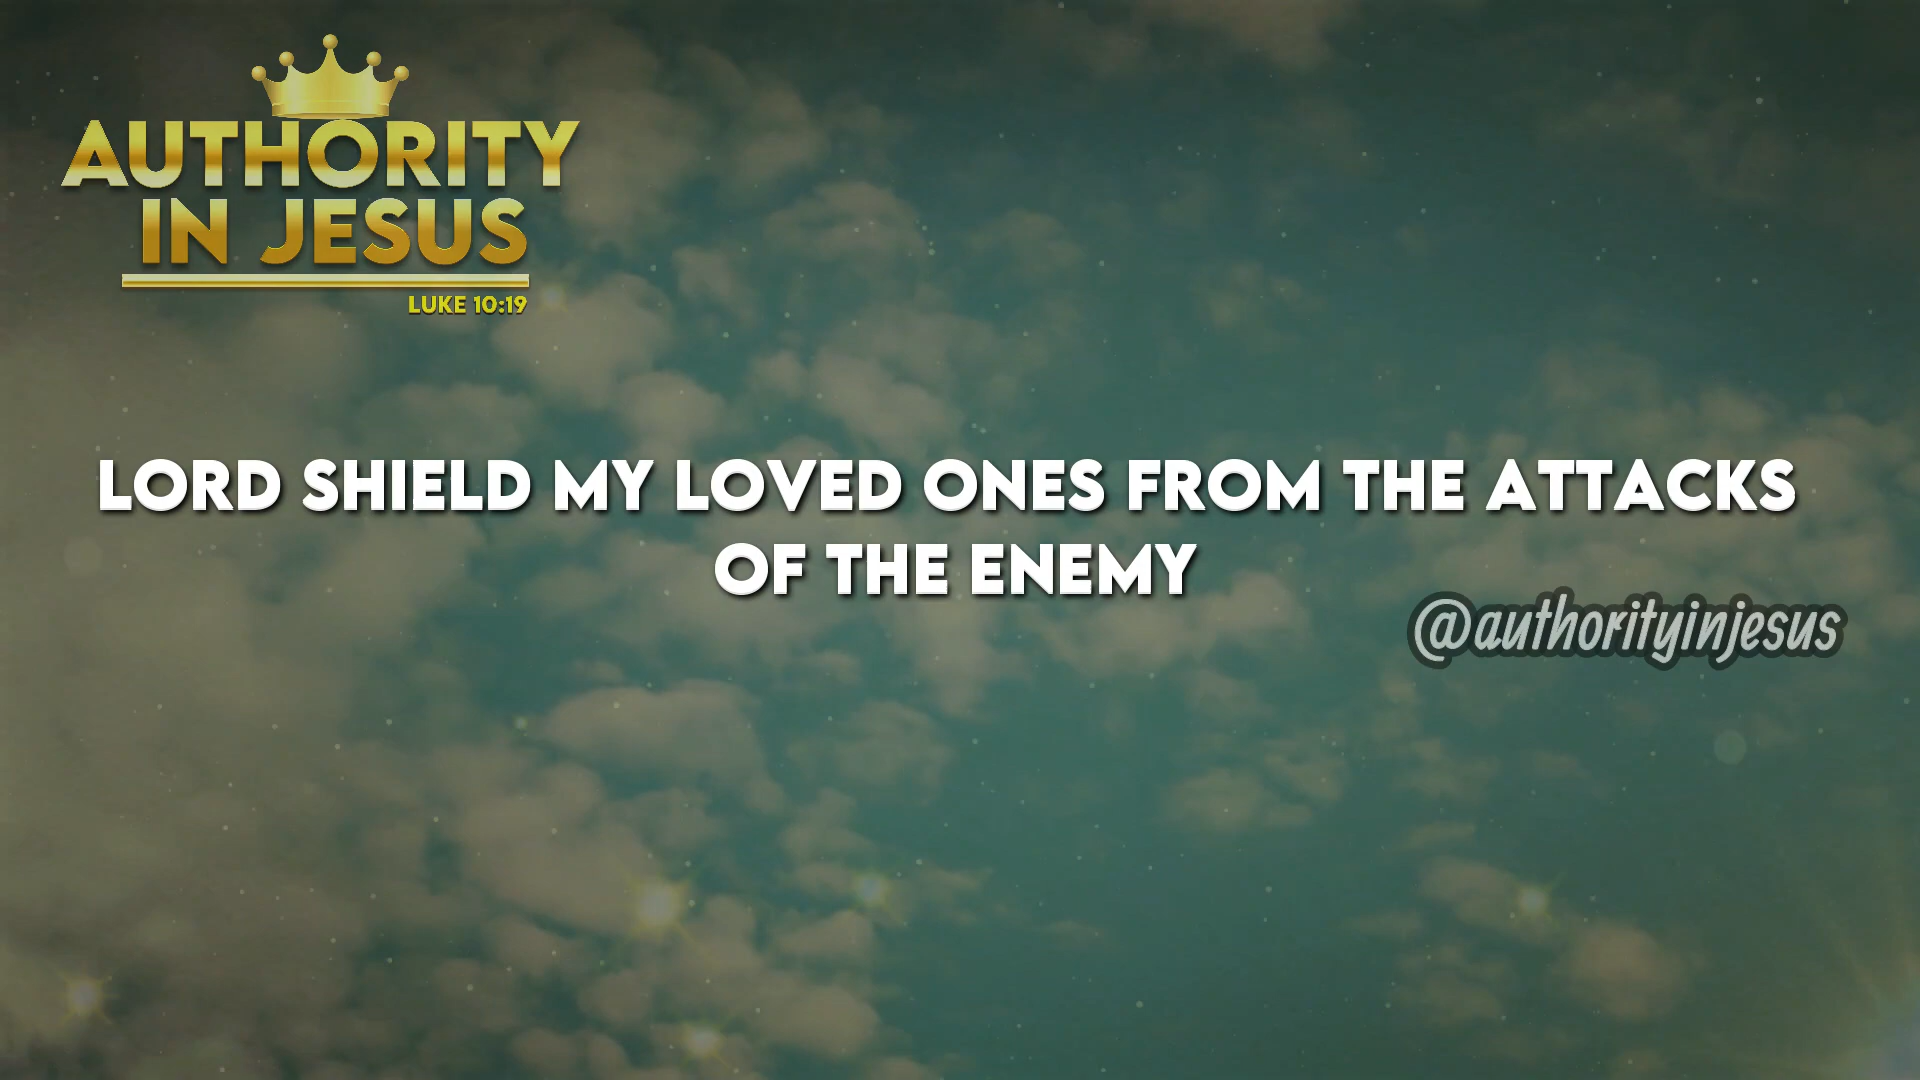 AUTHORITY
IN JESUS
LUKE 10:19
LORD SHIELD MY LOVED ONES FROM THE ATTACKS
OF THE ENEMY
@authorityinjesus